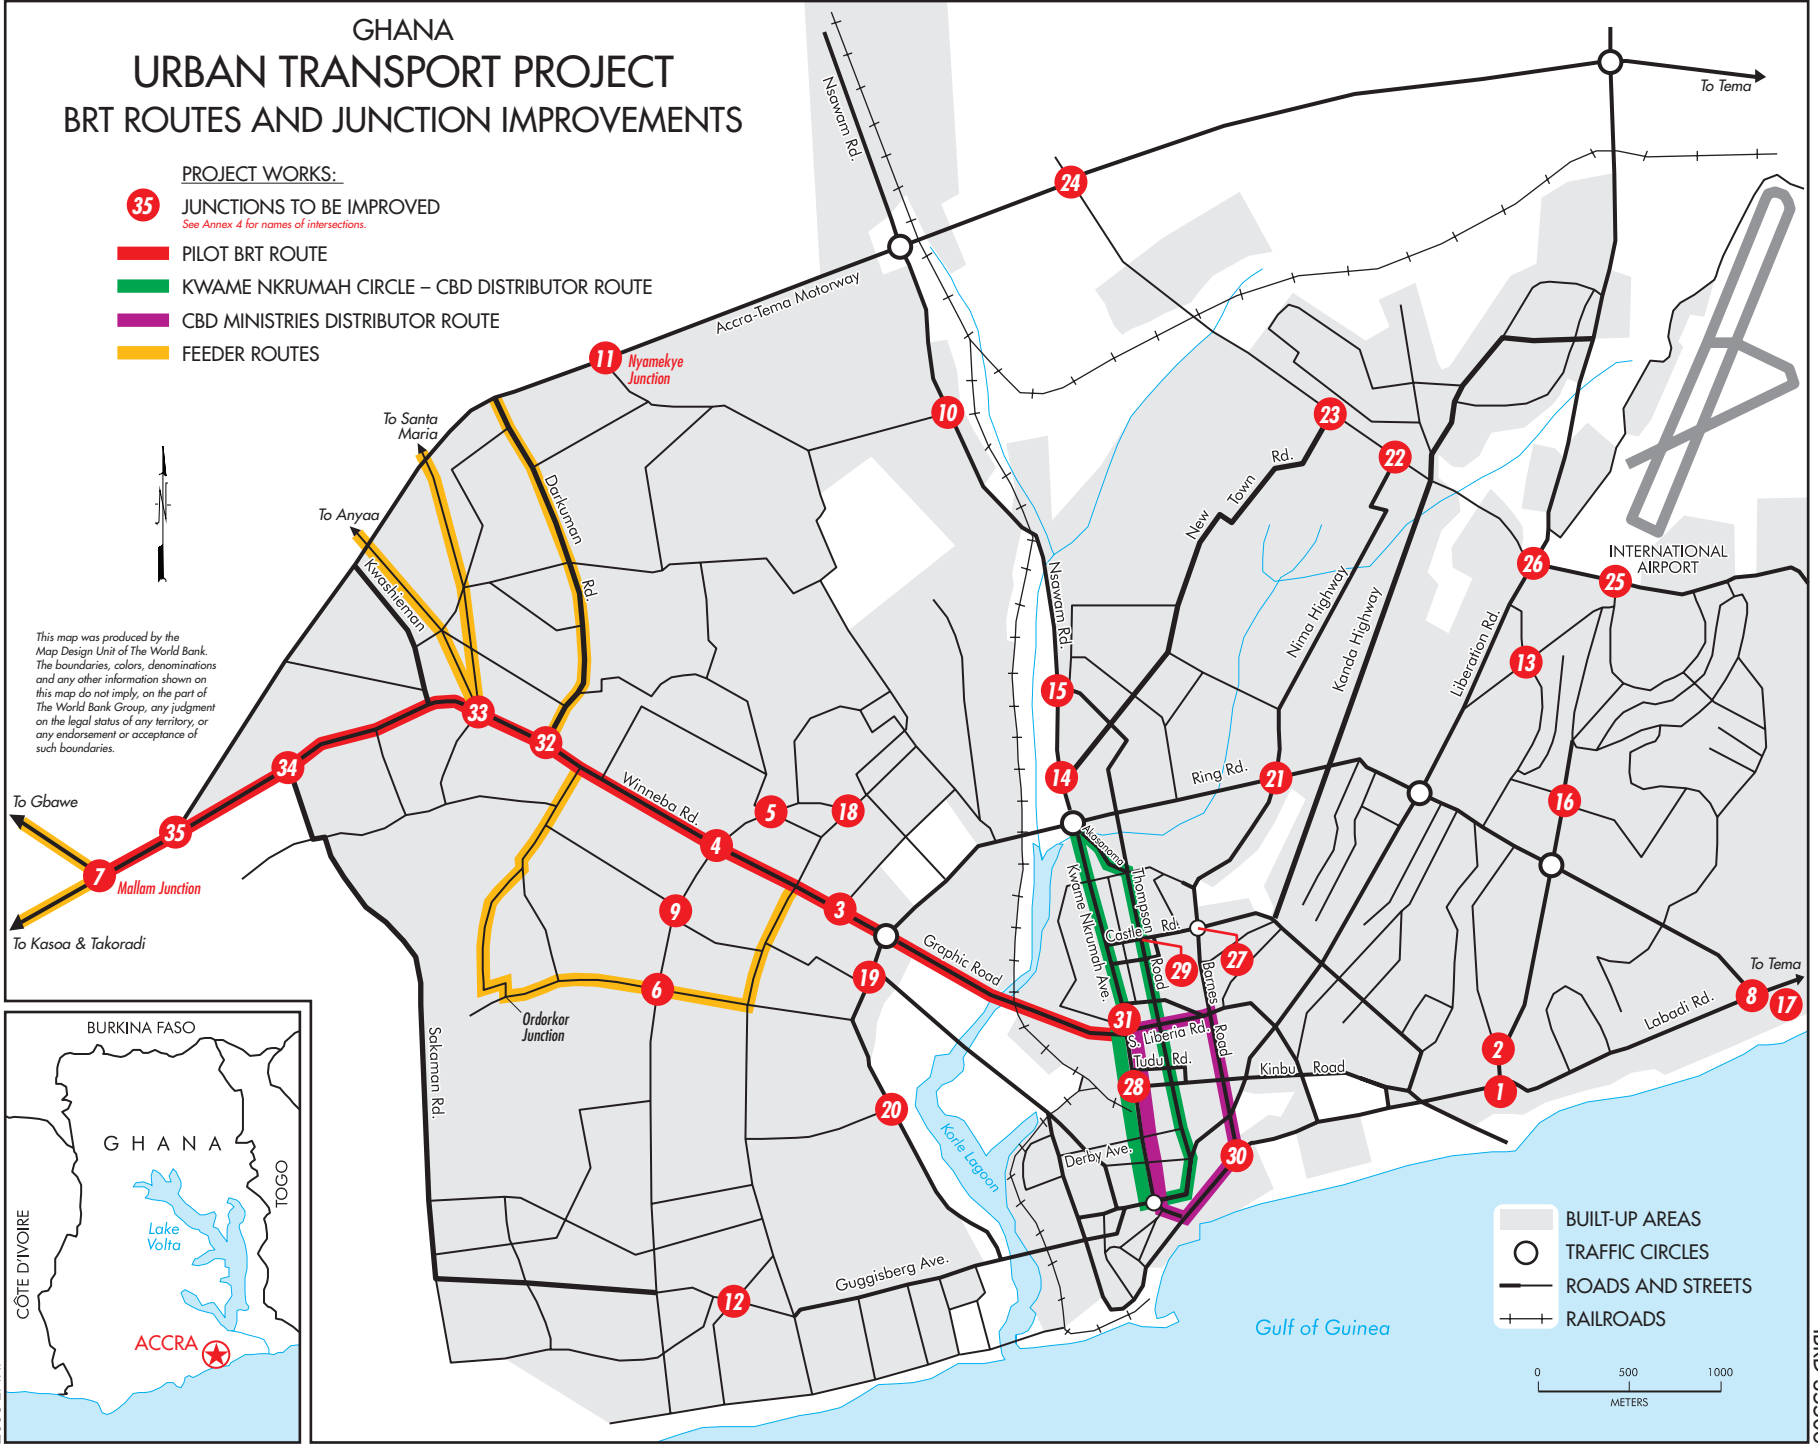 GHANA
URBAN TRANSPORT PROJECT
BRT ROUTES AND JUNCTION IMPROVEMENTS
PROJECT WORKS:
35
JUNCTIONS TO BE IMPROVED
See Annex 4 for names of intersections.
PILOT BRT ROUTE
KWAME NKRUMAH CIRCLE – CBD DISTRIBUTOR ROUTE
CBD MINISTRIES DISTRIBUTOR ROUTE
FEEDER ROUTES
This map was produced by the
Map Design Unit of The World Bank.
The boundaries, colors, denominations
and any other information shown on
this map do not imply, on the part of
The World Bank Group, any judgment
on the legal status of any territory, or
any endorsement or acceptance of
such boundaries.
N
Nsawam Rd.
To Tema
24
Accra-Tema Motorway
11
Nyamekye
Junction
10
To Santa
Maria
To Anyaa
Darkuman
Rd.
Kwashieman
23
22
New Town Rd.
Nsawam Rd.
Nima Highway
Kanda Highway
Liberation Rd.
26
25
INTERNATIONAL
AIRPORT
13
15
33
32
34
14
Ring Rd.
21
16
To Gbawe
35
Winneba Rd.
5
18
4
7
Mallam Junction
To Kasoa & Takoradi
9
3
Akasanoma
Thompson
Road
Kwame Nkrumah Ave.
Castle Rd.
29
27
Barnes
Road
Graphic Road
19
6
Ordorkor
Junction
31
S. Liberia Rd.
Tudu Rd.
28
Kinbu Road
To Tema
8
17
Labadi Rd.
2
1
Sakaman Rd.
20
Korle Lagoon
Derby Ave.
30
Guggisberg Ave.
12
Gulf of Guinea
BURKINA FASO
GHANA
CÔTE D'IVOIRE
TOGO
Lake
Volta
ACCRA
BUILT-UP AREAS
TRAFFIC CIRCLES
ROADS AND STREETS
RAILROADS
0 500 1000
METERS